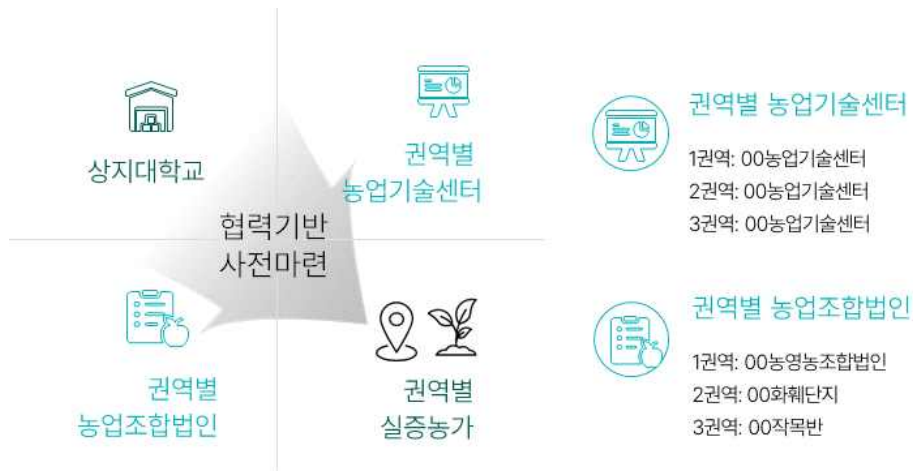 상지대학교
권역별
농업기술센터
협력기반
사전마련
권역별
농업조합법인
권역별
실증농가
권역별 농업기술센터
1권역: 00농업기술센터
2권역: 00농업기술센터
3권역: 00농업기술센터
권역별 농업조합법인
1권역: 00농영농조합법인
2권역: 00화훼단지
3권역: 00작목반